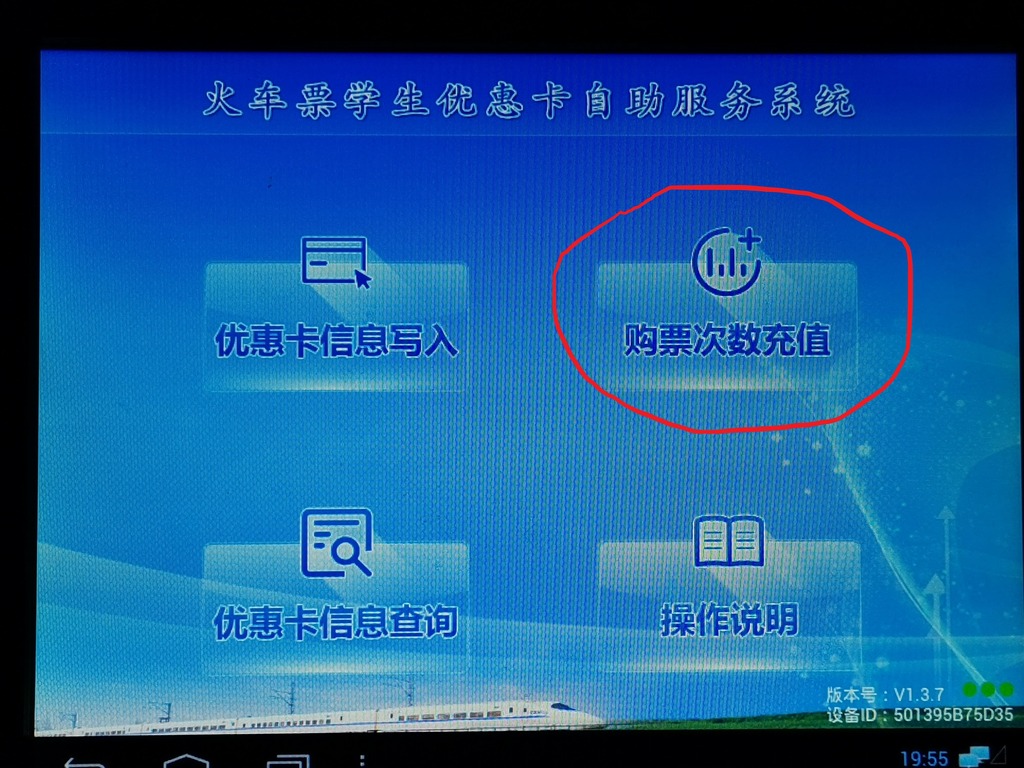 火车票学生优惠卡自助服务系统
优惠卡信息写入
购票次数充值
优惠卡信息查询
操作说明
版本号：V1.3.7
设备ID：501395B75D35
19:55